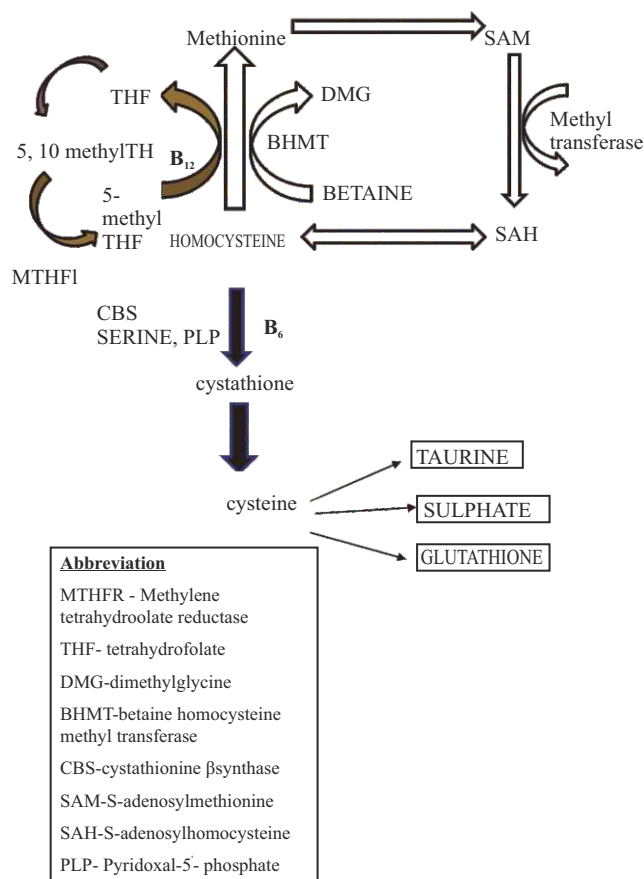 Methionine
SAM
THF
DMG
Methyl
transferase
5, 10 methylTH
B12
BHMT
5-
methyl
THF
BETAINE
HOMOCYSTEINE
SAH
MTHFl
CBS
SERINE, PLP
B6
cystathione
cysteine
TAURINE
SULPHATE
GLUTATHIONE
Abbreviation
MTHFR - Methylene
tetrahydroolate reductase
THF- tetrahydrofolate
DMG-dimethylglycine
BHMT-betaine homocysteine
methyl transferase
CBS-cystathionine βsynthase
SAM-S-adenosylmethionine
SAH-S-adenosylhomocysteine
PLP- Pyridoxal-5'- phosphate